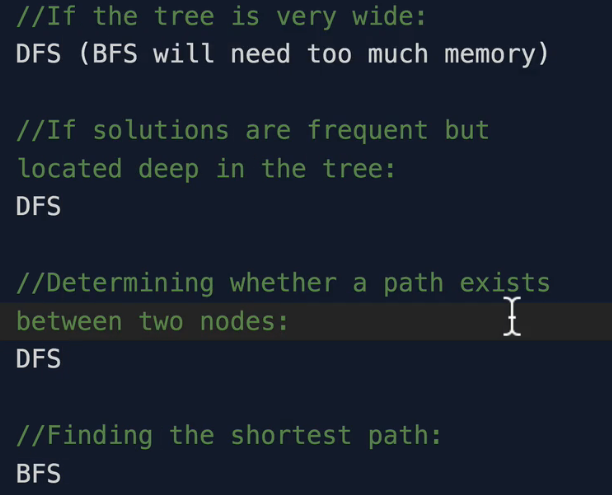 //If the tree is very wide:
DFS (BFS will need too much memory)
//If solutions are frequent but
located deep in the tree:
DFS
//Determining whether a path exists
between two nodes:
DFS
//Finding the shortest path:
BFS